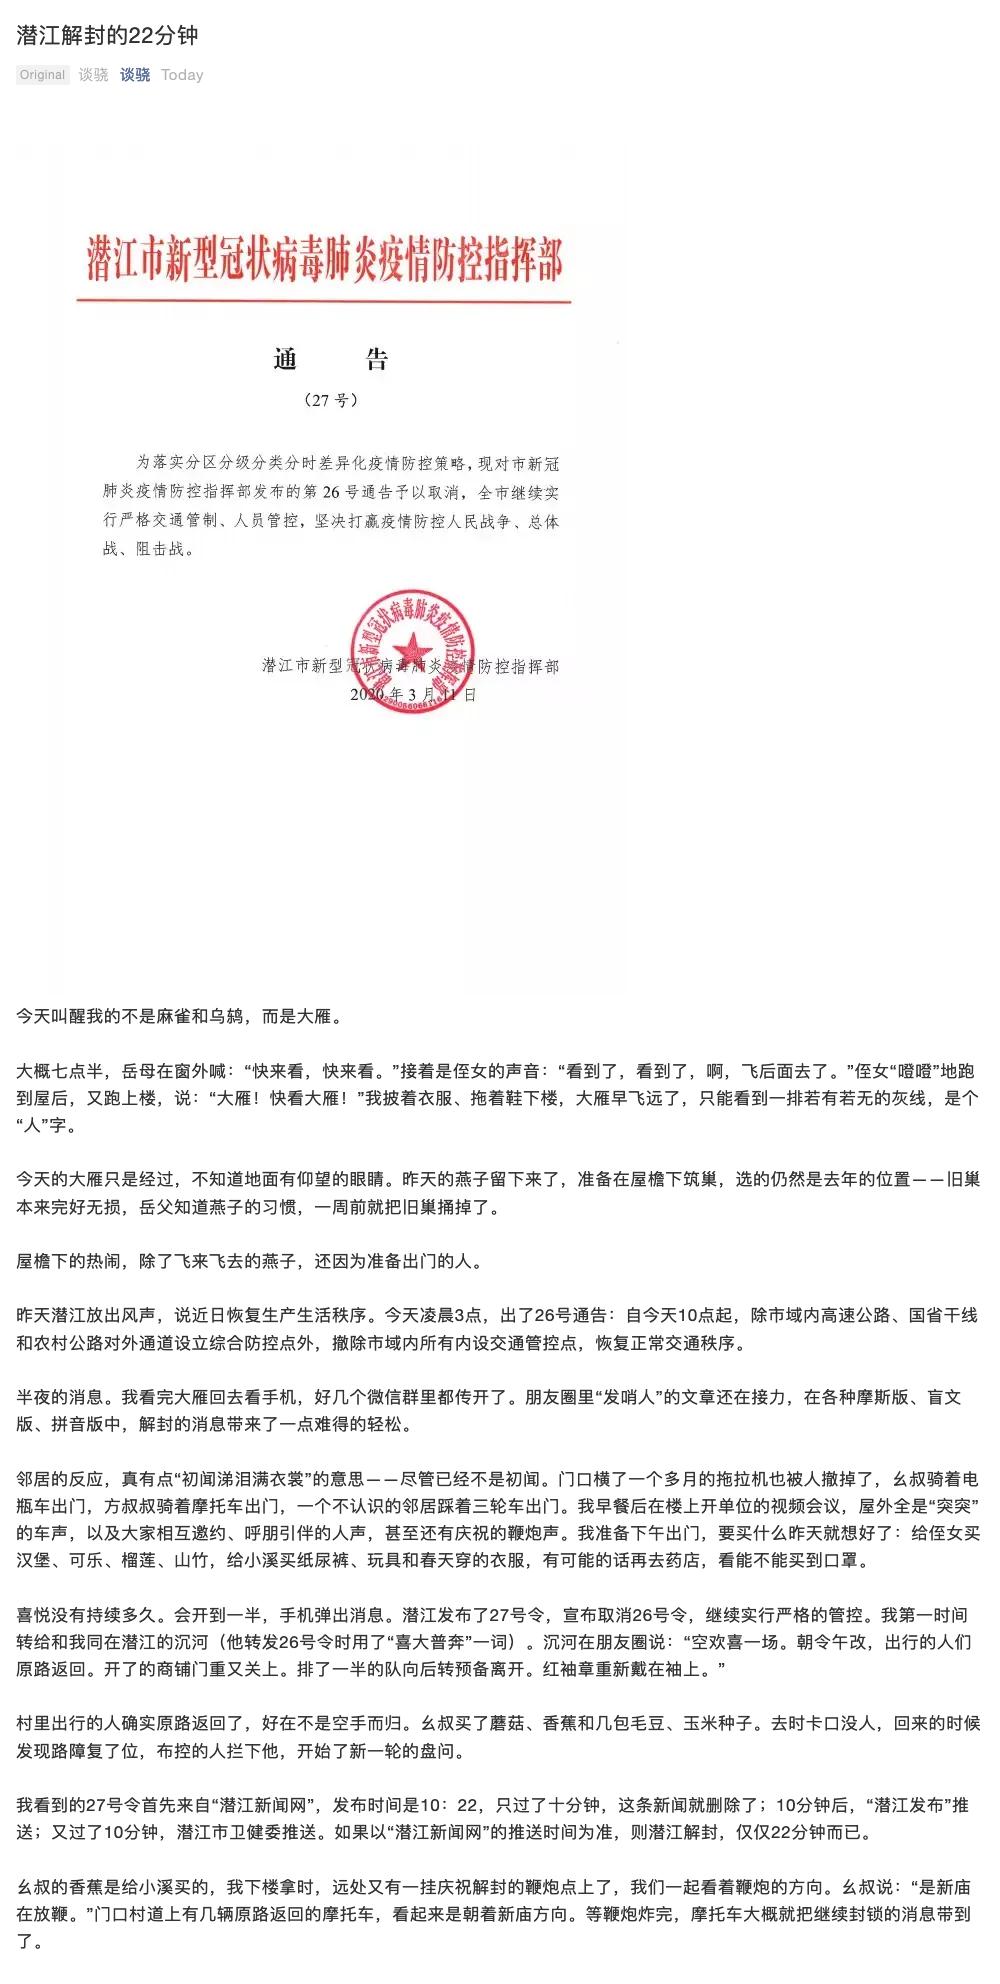 潜江解封的22分钟
Original 谈骁 谈骁 Today
潜江市新型冠状病毒肺炎疫情防控指挥部
通 告
（27 号）
为落实分区分级分类分时差异化疫情防控策略，现对市新冠
肺炎疫情防控指挥部发布的第 26 号通告予以取消，全市继续实
行严格交通管制、人员管控，坚决打赢疫情防控人民战争、总体
战、阻击战。
潜江市新型冠状病毒肺炎疫情防控指挥部
2020 年 3 月 11 日
今天叫醒我的不是麻雀和乌鸫，而是大雁。
大概七点半，岳母在窗外喊：“快来看，快来看。”接着是侄女的声音：“看到了，看到了，啊，飞后面去了。”侄女“噔噔”地跑
到屋后，又跑上楼，说：“大雁！快看大雁！”我披着衣服、拖着鞋下楼，大雁早飞远了，只能看到一排若有若无的灰线，是个
“人”字。
今天的大雁只是经过，不知道地面有仰望的眼睛。昨天的燕子留下来了，准备在屋檐下筑巢，选的仍然是去年的位置——旧巢
本来完好无损，岳父知道燕子的习惯，一周前就把旧巢捅掉了。
屋檐下的热闹，除了飞来飞去的燕子，还因为准备出门的人。
昨天潜江放出风声，说近日恢复生产生活秩序。今天凌晨3点，出了26号通告：自今天10点起，除市域内高速公路、国省干线
和农村公路对外通道设立综合防控点外，撤除市域内所有内设交通管控点，恢复正常交通秩序。
半夜的消息。我看完大雁回去看手机，好几个微信群里都传开了。朋友圈里“发哨人”的文章还在接力，在各种摩斯版、盲文
版、拼音版中，解封的消息带来了一点难得的轻松。
邻居的反应，真有点“初闻涕泪满衣裳”的意思——尽管已经不是初闻。门口横了一个多月的拖拉机也被人撤掉了，幺叔骑着电
瓶车出门，方叔叔骑着摩托车出门，一个不认识的邻居踩着三轮车出门。我早餐后在楼上开单位的视频会议，屋外全是“突突”
的车声，以及大家相互邀约、呼朋引伴的人声，甚至还有庆祝的鞭炮声。我准备下午出门，要买什么昨天就想好了：给侄女买
汉堡、可乐、榴莲、山竹，给小溪买纸尿裤、玩具和春天穿的衣服，有可能的话再去药店，看能不能买到口罩。
喜悦没有持续多久。会开到一半，手机弹出消息。潜江发布了27号令，宣布取消26号令，继续实行严格的管控。我第一时间
转给和我同在潜江的沉河（他转发26号令时用了“喜大普奔”一词）。沉河在朋友圈说：“空欢喜一场。朝令午改，出行的人们
原路返回。开了的商铺门重又关上。排了一半的队向后转预备离开。红袖章重新戴在袖上。”
村里出行的人确实原路返回了，好在不是空手而归。幺叔买了蘑菇、香蕉和几包毛豆、玉米种子。去时卡口没人，回来的时候
发现路障复了位，布控的人拦下他，开始了新一轮的盘问。
我看到的27号令首先来自“潜江新闻网”，发布时间是10：22，只过了十分钟，这条新闻就删除了；10分钟后，“潜江发布”推
送；又过了10分钟，潜江市卫健委推送。如果以“潜江新闻网”的推送时间为准，则潜江解封，仅仅22分钟而已。
幺叔的香蕉是给小溪买的，我下楼拿时，远处又有一挂庆祝解封的鞭炮点上了，我们一起看着鞭炮的方向。幺叔说：“是新庙
在放鞭。”门口村道上有几辆原路返回的摩托车，看起来是朝着新庙方向。等鞭炮炸完，摩托车大概就把继续封锁的消息带到
了。